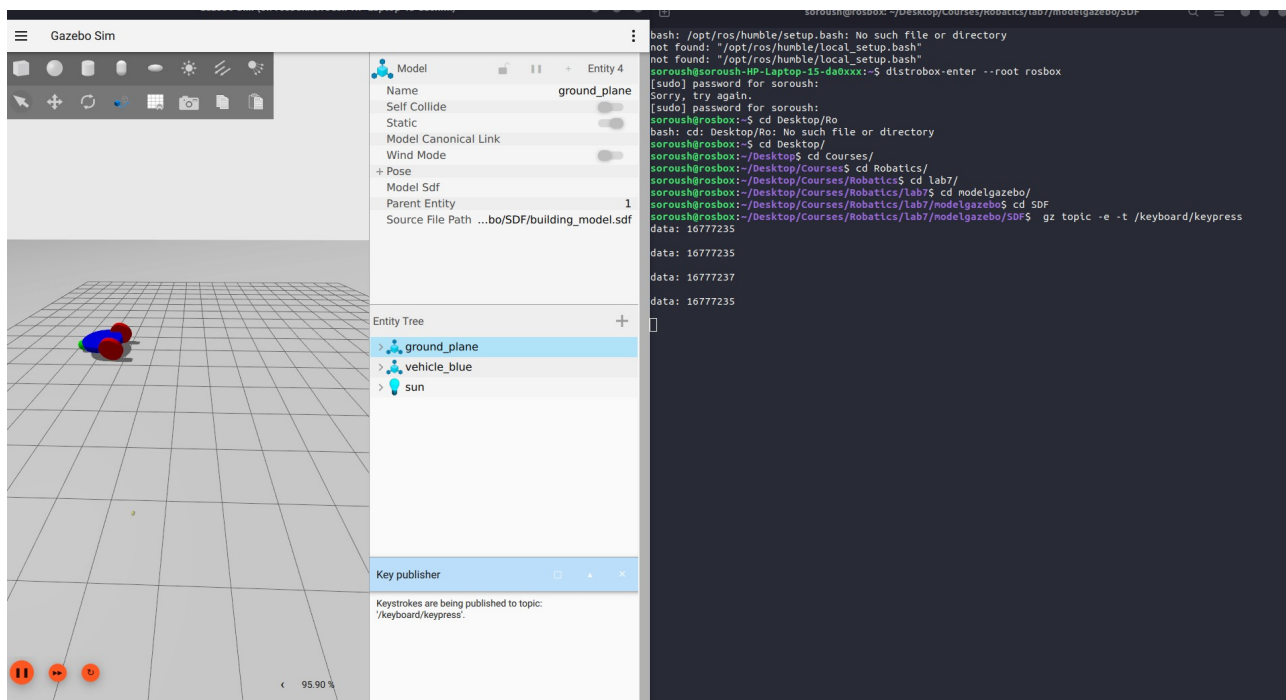 soroush@rosbox: ~/Desktop/Courses/Robatics/lab7/modelgazebo/SDF
Gazebo Sim
Model
Entity 4
Name
ground_plane
Self Collide
Static
Model Canonical Link
Wind Mode
+ Pose
Model Sdf
Parent Entity
1
Source File Path
...bo/SDF/building_model.sdf
Entity Tree
ground_plane
vehicle_blue
sun
Key publisher
Keystrokes are being published to topic:
'/keyboard/keypress'.
95.90 %
bash: /opt/ros/humble/setup.bash: No such file or directory
not found: "/opt/ros/humble/local_setup.bash"
not found: "/opt/ros/humble/local_setup.bash"
soroush@soroush-HP-Laptop-15-da0xxx:~$ distrobox-enter --root rosbox
[sudo] password for soroush:
Sorry, try again.
[sudo] password for soroush:
soroush@rosbox:~$ cd Desktop/Ro
bash: cd: Desktop/Ro: No such file or directory
soroush@rosbox:~$ cd Desktop/
soroush@rosbox:~/Desktop$ cd Courses/
soroush@rosbox:~/Desktop/Courses$ cd Robatics/
soroush@rosbox:~/Desktop/Courses/Robatics$ cd lab7/
soroush@rosbox:~/Desktop/Courses/Robatics/lab7$ cd modelgazebo/
soroush@rosbox:~/Desktop/Courses/Robatics/lab7/modelgazebo$ cd SDF
soroush@rosbox:~/Desktop/Courses/Robatics/lab7/modelgazebo/SDF$ gz topic -e -t /keyboard/keypress
data: 16777235
data: 16777235
data: 16777237
data: 16777235